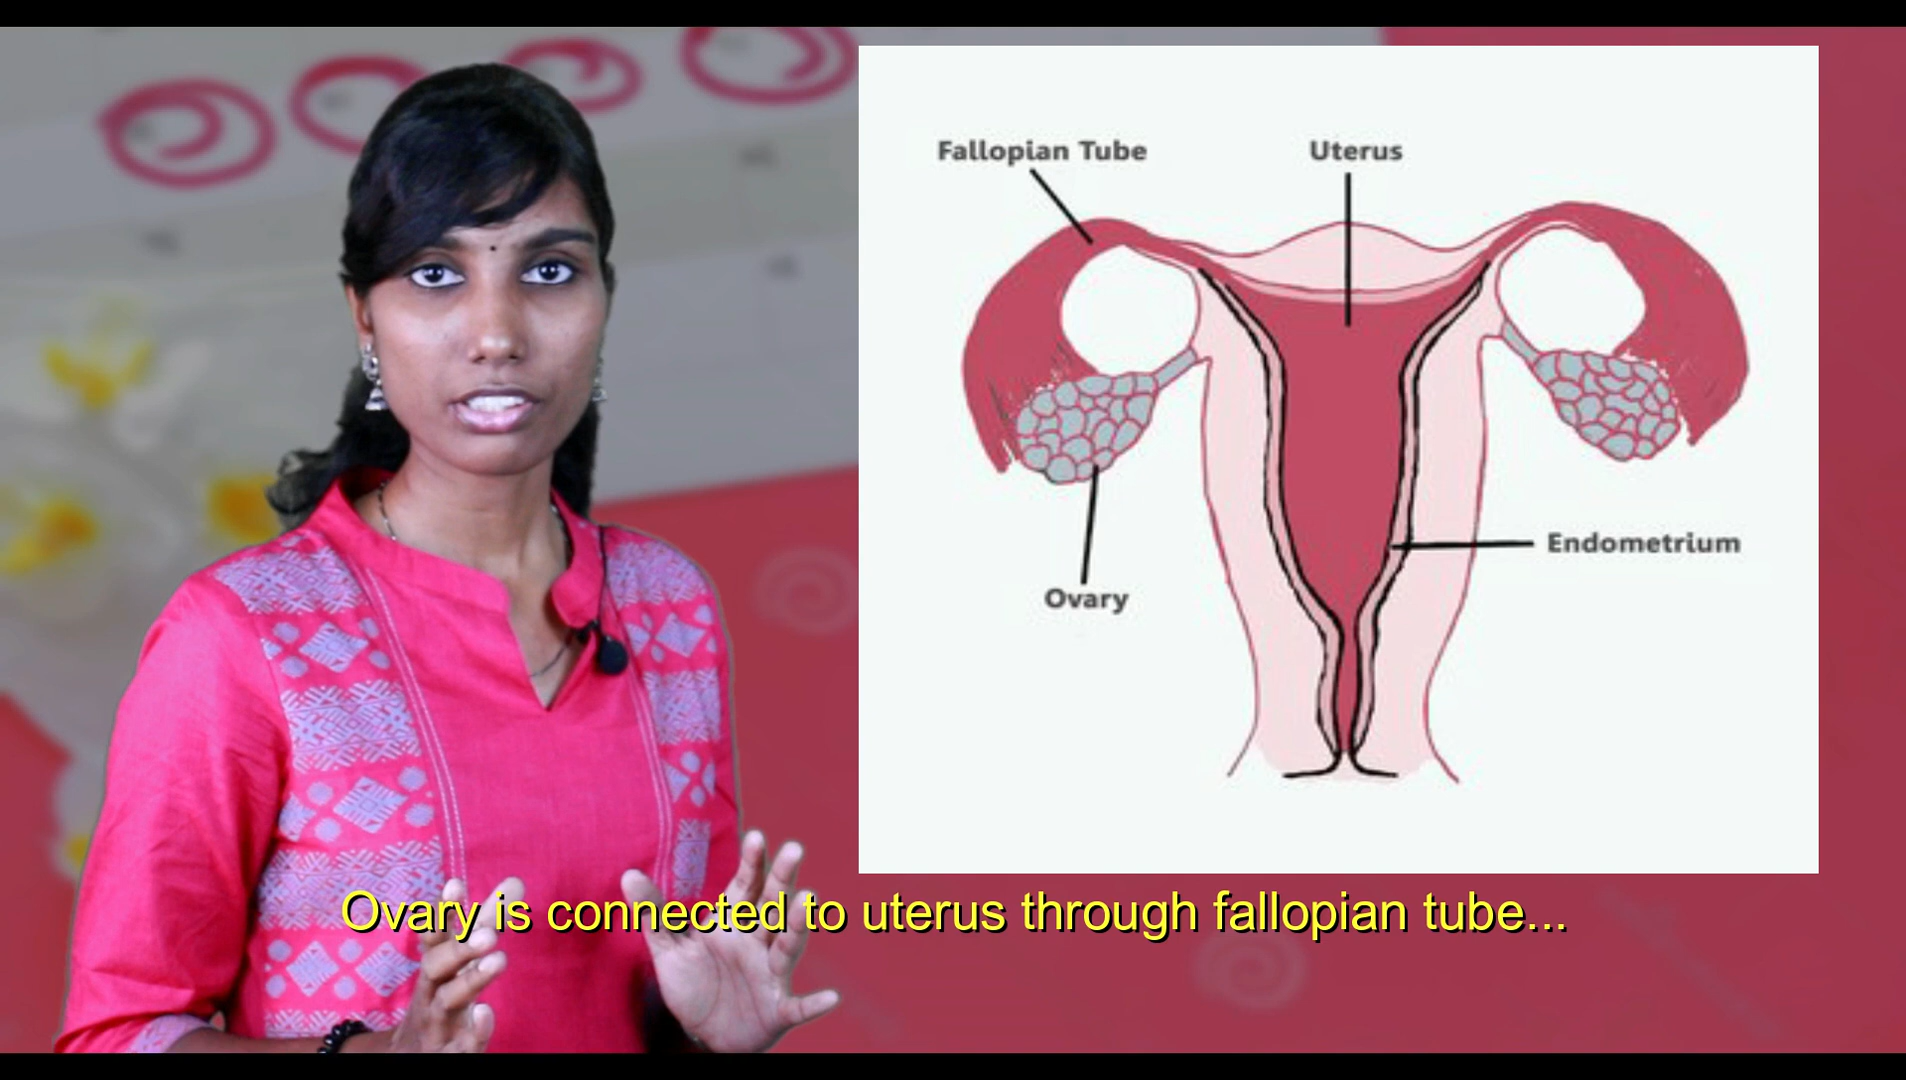 Fallopian Tube
Uterus
Endometrium
Ovary
Ovary is connected to uterus through fallopian tube...